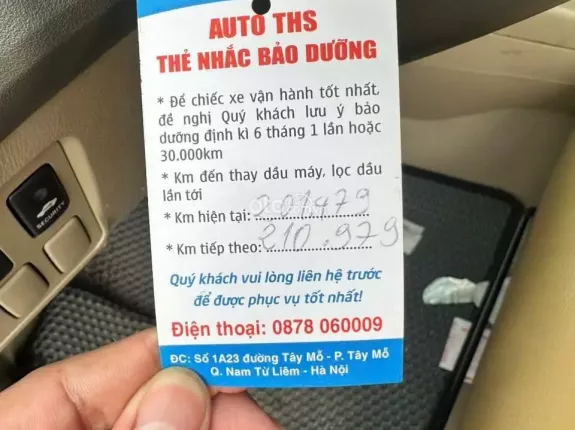 AUTO THS
THẺ NHẮC BẢO DƯỠNG
* Để chiếc xe vận hành tốt nhất,
đề nghị Quý khách lưu ý bảo
dưỡng định kì 6 tháng 1 lần hoặc
30.000km
* Km đến thay dầu máy, lọc dầu
lần tới
* Km hiện tại: 201479
* Km tiếp theo: 210.979
Quý khách vui lòng liên hệ trước
để được phục vụ tốt nhất!
Điện thoại: 0878 060009
ĐC: Số 1A23 đường Tây Mỗ - P. Tây Mỗ
Q. Nam Từ Liêm - Hà Nội
SECURITY